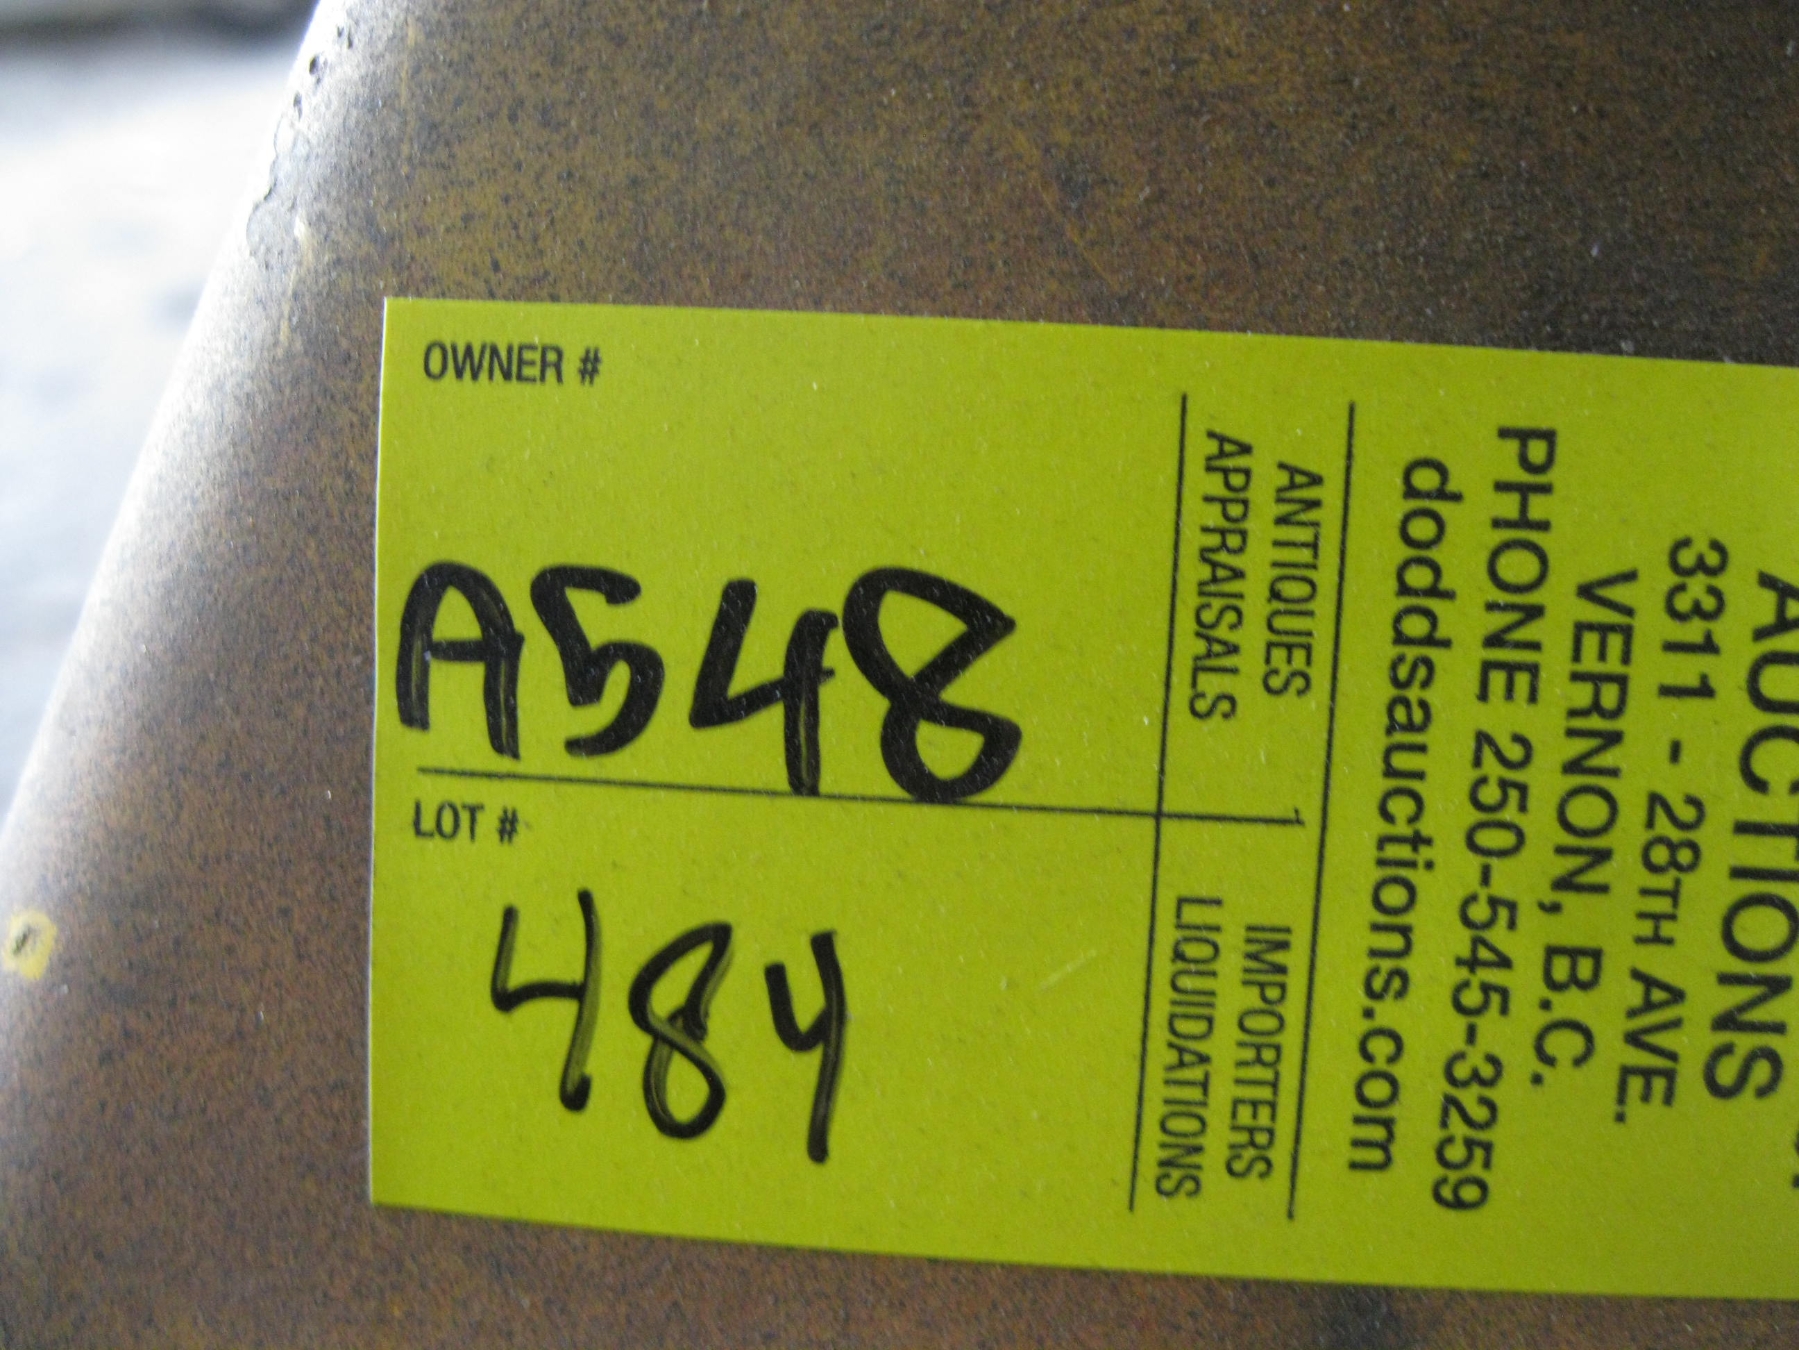 OWNER #
A548
LOT #
484
AUCTIONS
3311 - 28TH AVE.
VERNON, B.C.
PHONE 250-545-3259
doddsauctions.com
ANTIQUES
APPRAISALS
IMPORTERS
LIQUIDATIONS